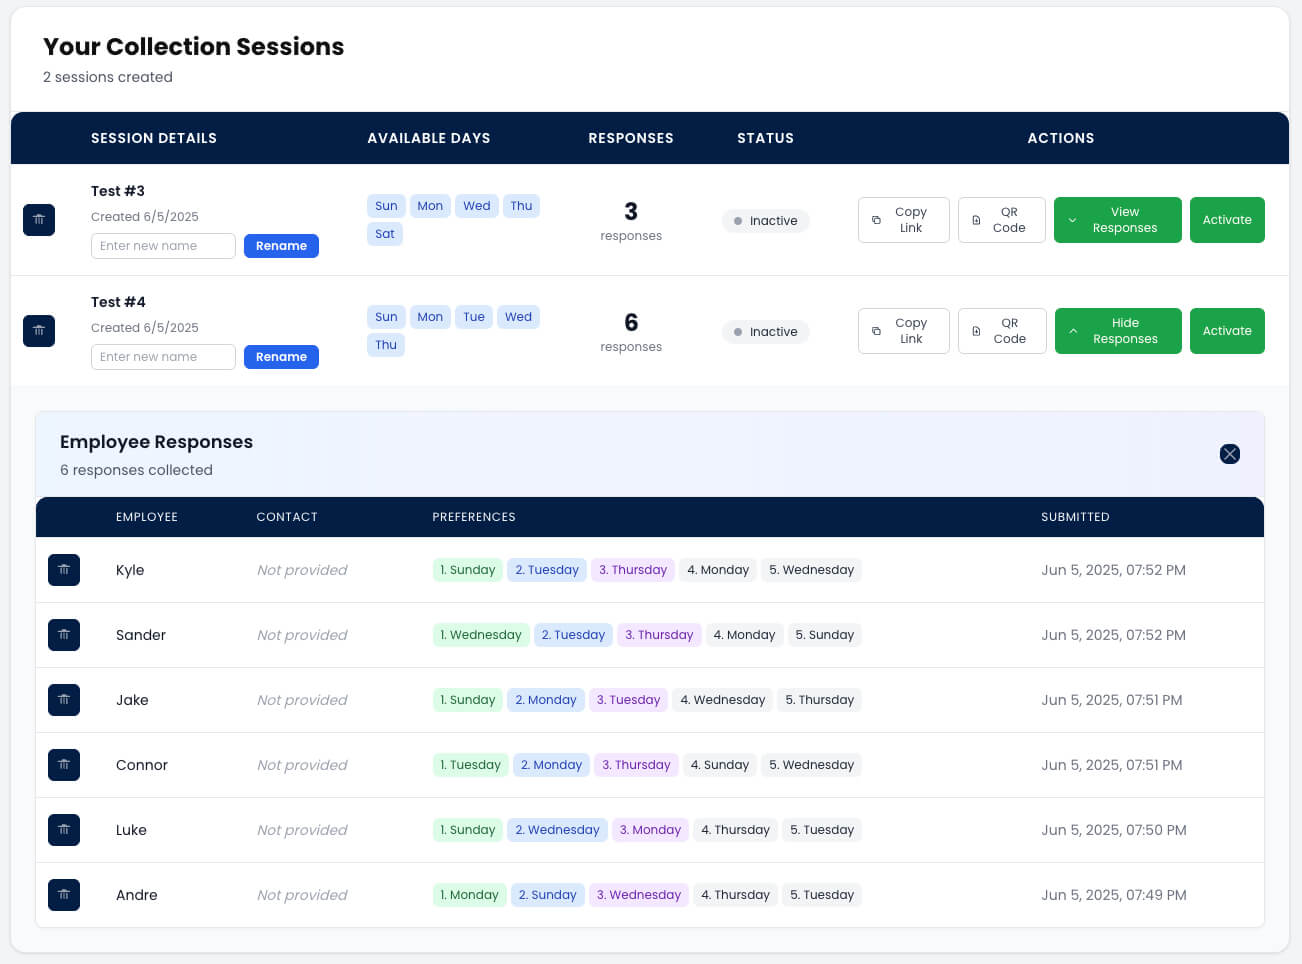 Your Collection Sessions
2 sessions created
SESSION DETAILS AVAILABLE DAYS RESPONSES STATUS ACTIONS
Test #3
Created 6/5/2025
Enter new name Rename
Sun Mon Wed Thu
Sat
3
responses
Inactive
Copy Link
QR Code
View Responses
Activate
Test #4
Created 6/5/2025
Enter new name Rename
Sun Mon Tue Wed
Thu
6
responses
Inactive
Copy Link
QR Code
Hide Responses
Activate
Employee Responses
6 responses collected
EMPLOYEE CONTACT PREFERENCES SUBMITTED
Kyle Not provided 1. Sunday 2. Tuesday 3. Thursday 4. Monday 5. Wednesday Jun 5, 2025, 07:52 PM
Sander Not provided 1. Wednesday 2. Tuesday 3. Thursday 4. Monday 5. Sunday Jun 5, 2025, 07:52 PM
Jake Not provided 1. Sunday 2. Monday 3. Tuesday 4. Wednesday 5. Thursday Jun 5, 2025, 07:51 PM
Connor Not provided 1. Tuesday 2. Monday 3. Thursday 4. Sunday 5. Wednesday Jun 5, 2025, 07:51 PM
Luke Not provided 1. Sunday 2. Wednesday 3. Monday 4. Thursday 5. Tuesday Jun 5, 2025, 07:50 PM
Andre Not provided 1. Monday 2. Sunday 3. Wednesday 4. Thursday 5. Tuesday Jun 5, 2025, 07:49 PM